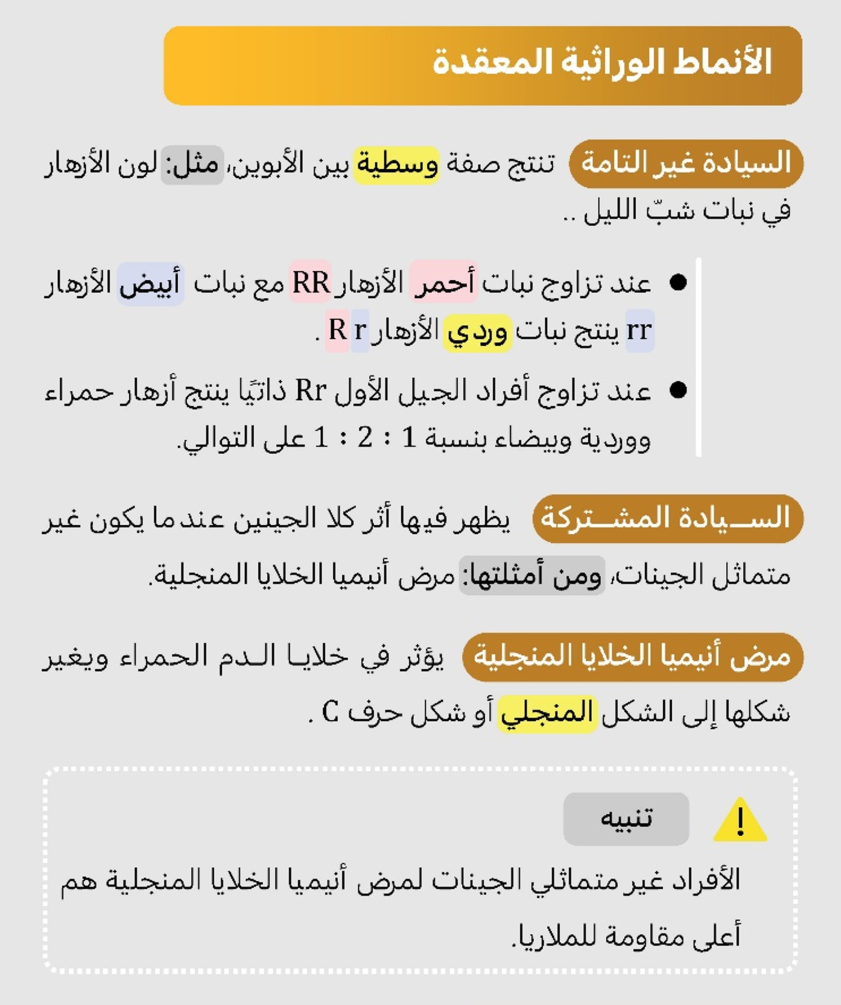 الأنماط الوراثية المعقدة
السيادة غير التامة تنتج صفة وسطية بين الأبوين، مثل: لون الأزهار
في نبات شبّ الليل ..
● عند تزاوج نبات أحمر الأزهار RR مع نبات أبيض الأزهار
rr ينتج نبات وردي الأزهار Rr .
● عند تزاوج أفراد الجيل الأول Rr ذاتيًا ينتج أزهار حمراء
ووردية وبيضاء بنسبة 1 : 2 : 1 على التوالي.
الســيادة المشــتركة يظهر فيها أثر كلا الجينين عندما يكون غير
متماثل الجينات، ومن أمثلتها: مرض أنيميا الخلايا المنجلية.
مرض أنيميا الخلايا المنجلية يؤثر في خلايـا الـدم الحمراء ويغير
شكلها إلى الشكل المنجلي أو شكل حرف C .
تنبيه
الأفراد غير متماثلي الجينات لمرض أنيميا الخلايا المنجلية هم
أعلى مقاومة للملاريا.